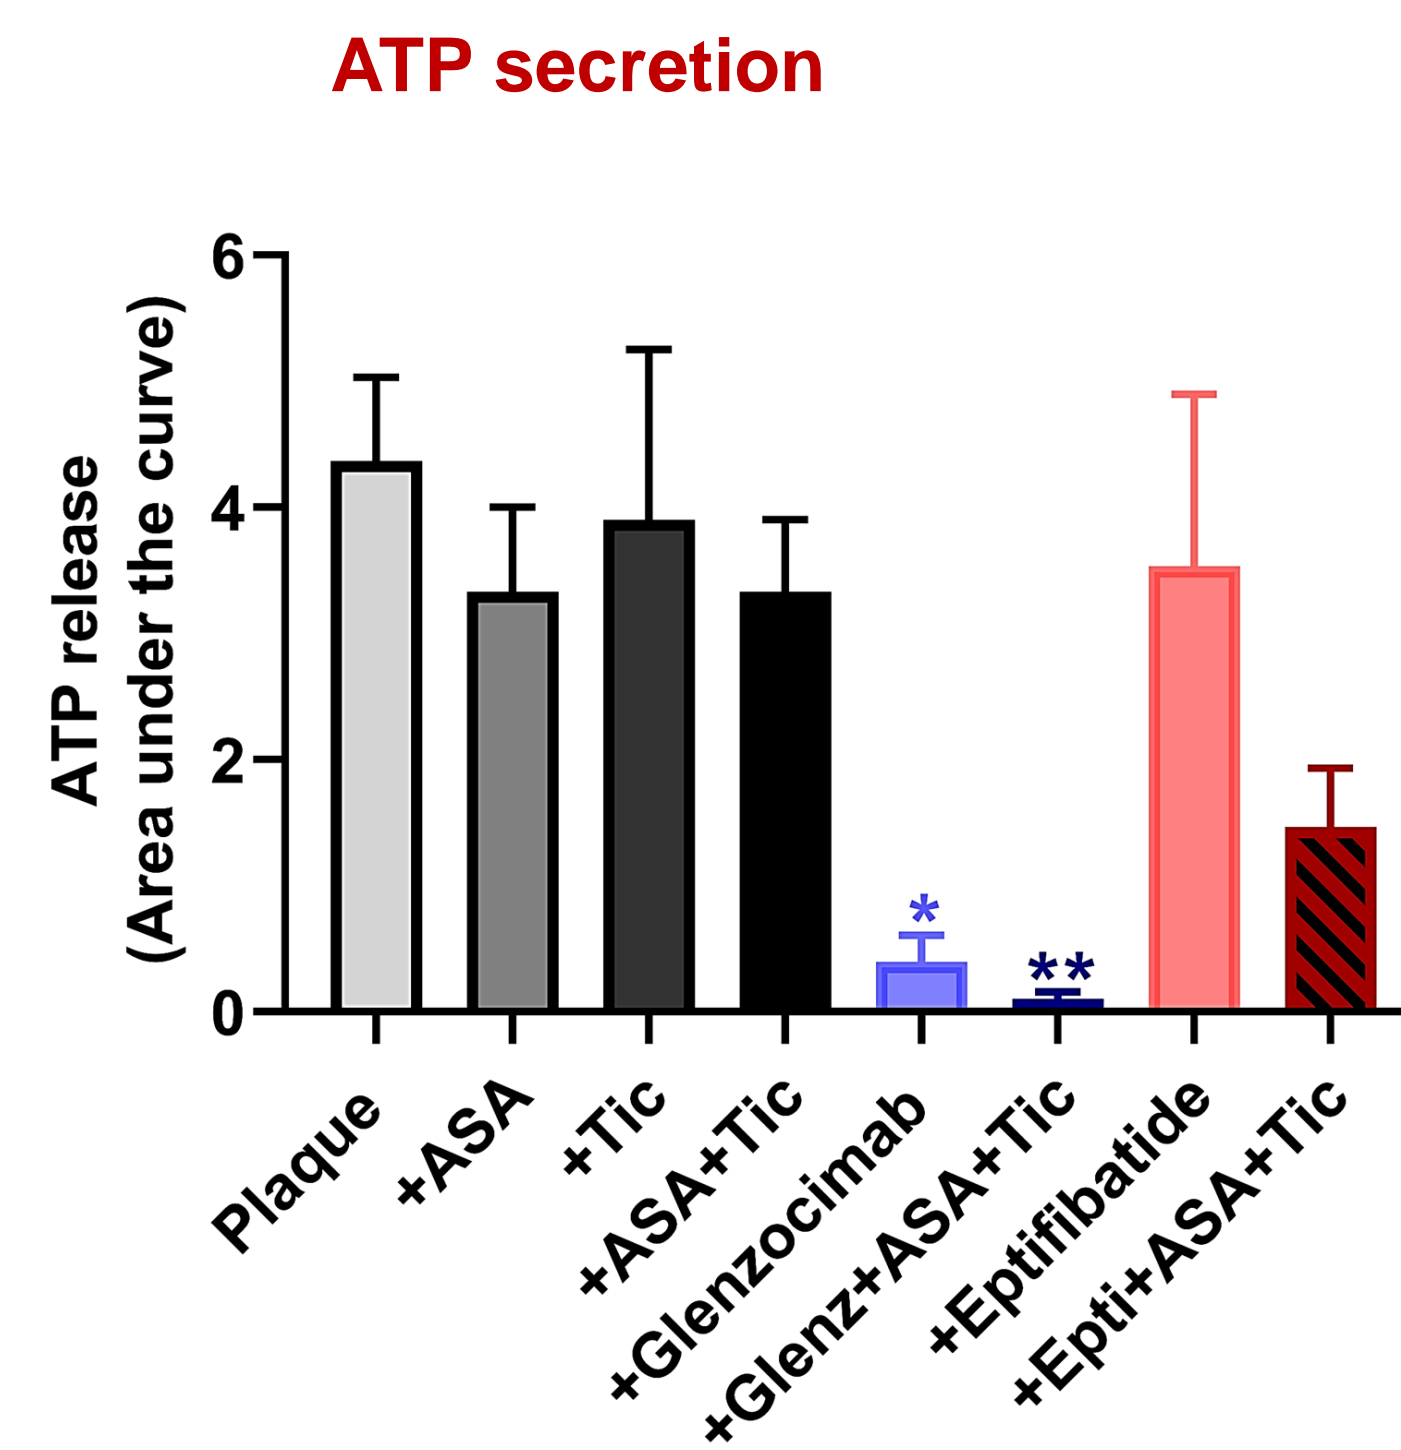 ATP secretion
ATP release
(Area under the curve)
6
4
2
0
*
**
Plaque
+ASA
+Tic
+ASA+Tic
+Glenzocimab
+Glenz+ASA+Tic
+Eptifibatide
+Epti+ASA+Tic